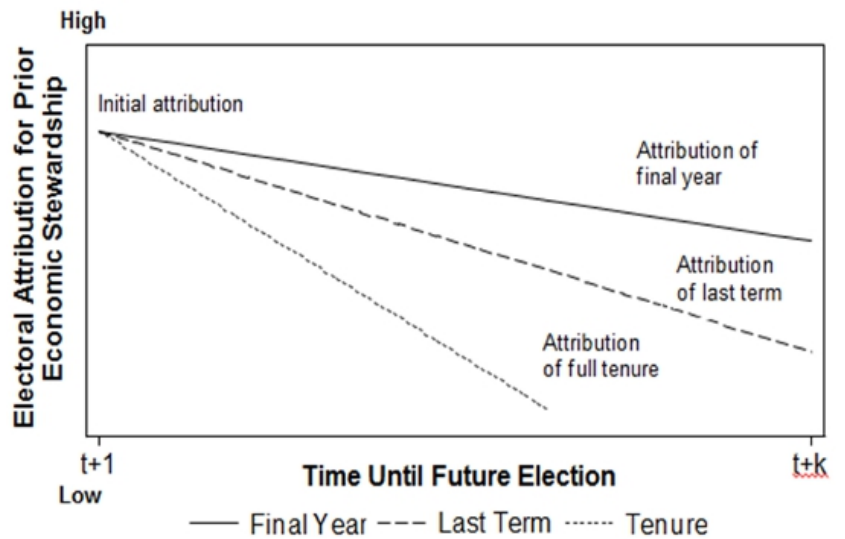 High
Electoral Attribution for Prior
Economic Stewardship
Initial attribution
Attribution of
final year
Attribution
of last term
Attribution
of full tenure
t+1
Time Until Future Election
t+k
Low
Final Year
Last Term
Tenure